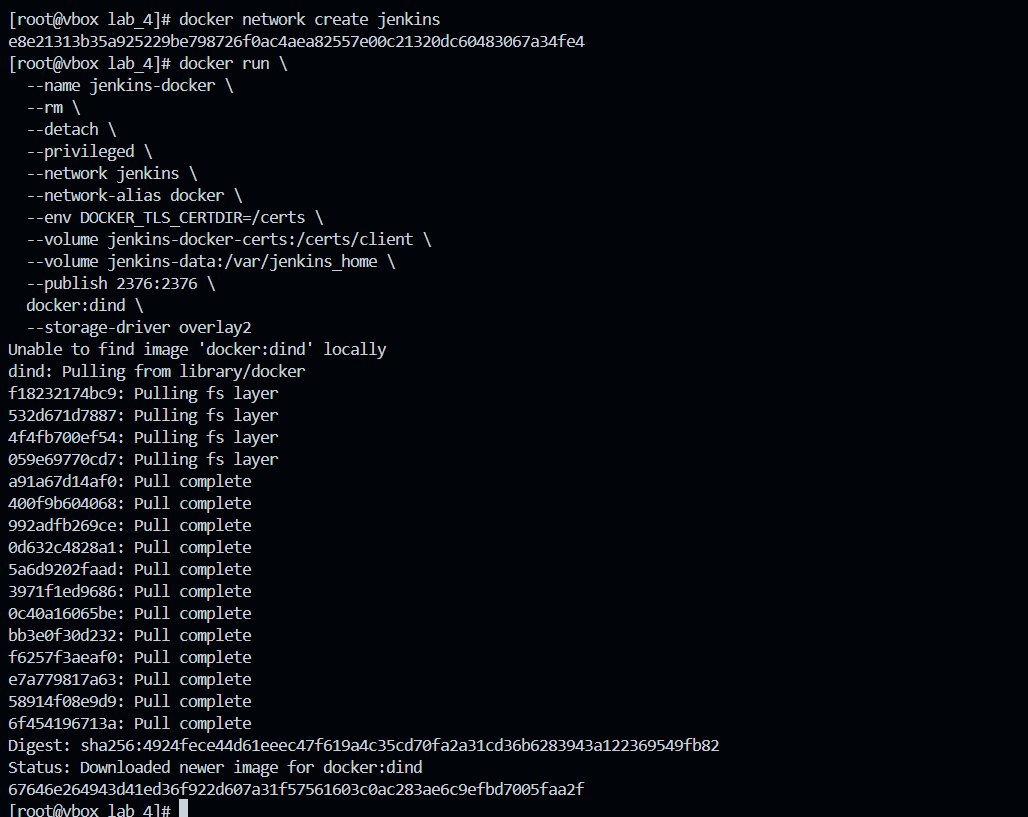 [root@vbox lab_4]# docker network create jenkins
e8e21313b35a925229be798726f0ac4aea82557e00c21320dc60483067a34fe4
[root@vbox lab_4]# docker run \
  --name jenkins-docker \
  --rm \
  --detach \
  --privileged \
  --network jenkins \
  --network-alias docker \
  --env DOCKER_TLS_CERTDIR=/certs \
  --volume jenkins-docker-certs:/certs/client \
  --volume jenkins-data:/var/jenkins_home \
  --publish 2376:2376 \
  docker:dind \
  --storage-driver overlay2
Unable to find image 'docker:dind' locally
dind: Pulling from library/docker
f18232174bc9: Pulling fs layer
532d671d7887: Pulling fs layer
4f4fb700ef54: Pulling fs layer
059e69770cd7: Pulling fs layer
a91a67d14af0: Pull complete
400f9b604068: Pull complete
992adfb269ce: Pull complete
0d632c4828a1: Pull complete
5a6d9202faad: Pull complete
3971f1ed9686: Pull complete
0c40a16065be: Pull complete
bb3e0f30d232: Pull complete
f6257f3aeaf0: Pull complete
e7a779817a63: Pull complete
58914f08e9d9: Pull complete
6f454196713a: Pull complete
Digest: sha256:4924fece44d61eeec47f619a4c35cd70fa2a31cd36b6283943a122369549fb82
Status: Downloaded newer image for docker:dind
67646e264943d41ed36f922d607a31f57561603c0ac283ae6c9efbd7005faa2f
[root@vbox lab_4]#